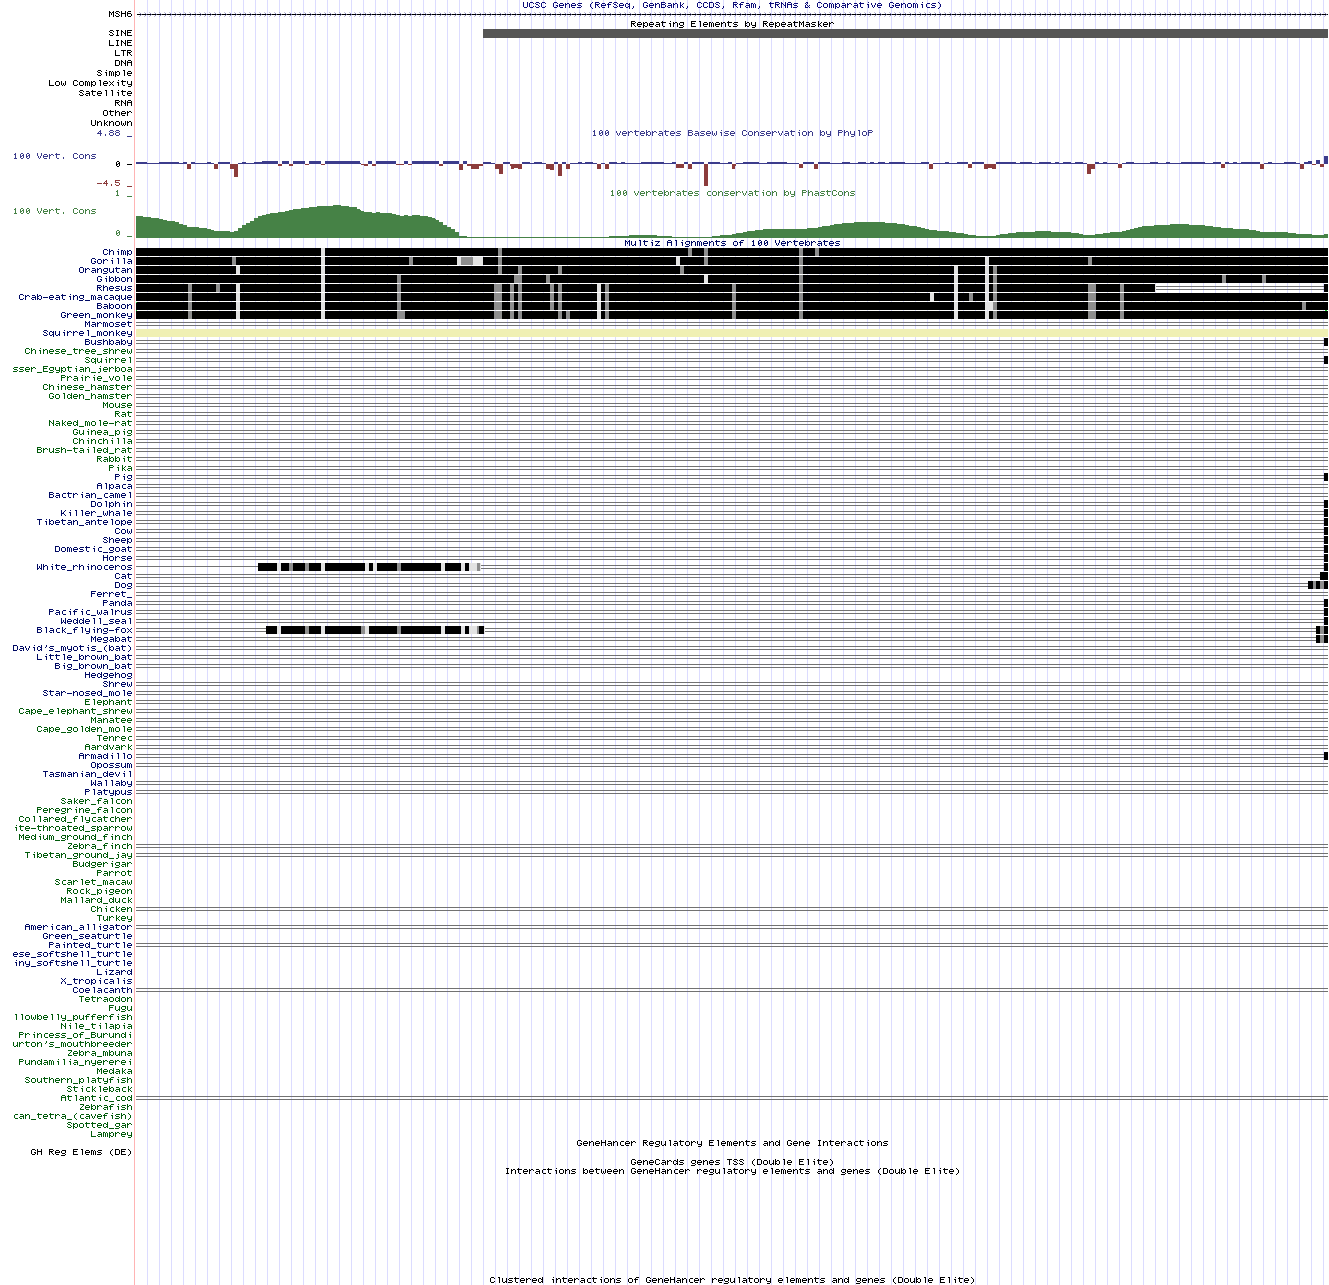 UCSC Genes (RefSeq, GenBank, CCDS, Rfam, tRNAs & Comparative Genomics)
MSH6
Repeating Elements by RepeatMasker
SINE
LINE
LTR
DNA
Simple
Low Complexity
Satellite
RNA
Other
Unknown
4.88 _
100 vertebrates Basewise Conservation by PhyloP
100 Vert. Cons
0 _
-4.5 _
1 _
100 vertebrates conservation by PhastCons
100 Vert. Cons
0 _
Multiz Alignments of 100 Vertebrates
Chimp
Gorilla
Orangutan
Gibbon
Rhesus
Crab-eating_macaque
Baboon
Green_monkey
Marmoset
Squirrel_monkey
Bushbaby
Chinese_tree_shrew
Squirrel
sser_Egyptian_jerboa
Prairie_vole
Chinese_hamster
Golden_hamster
Mouse
Rat
Naked_mole-rat
Guinea_pig
Chinchilla
Brush-tailed_rat
Rabbit
Pika
Pig
Alpaca
Bactrian_camel
Dolphin
Killer_whale
Tibetan_antelope
Cow
Sheep
Domestic_goat
Horse
White_rhinoceros
Cat
Dog
Ferret_
Panda
Pacific_walrus
Weddell_seal
Black_flying-fox
Megabat
David's_myotis_(bat)
Little_brown_bat
Big_brown_bat
Hedgehog
Shrew
Star-nosed_mole
Elephant
Cape_elephant_shrew
Manatee
Cape_golden_mole
Tenrec
Aardvark
Armadillo
Opossum
Tasmanian_devil
Wallaby
Platypus
Saker_falcon
Peregrine_falcon
Collared_flycatcher
ite-throated_sparrow
Medium_ground_finch
Zebra_finch
Tibetan_ground_jay
Budgerigar
Parrot
Scarlet_macaw
Rock_pigeon
Mallard_duck
Chicken
Turkey
American_alligator
Green_seaturtle
Painted_turtle
ese_softshell_turtle
iny_softshell_turtle
Lizard
X_tropicalis
Coelacanth
Tetraodon
Fugu
llowbelly_pufferfish
Nile_tilapia
Princess_of_Burundi
urton's_mouthbreeder
Zebra_mbuna
Pundamilia_nyererei
Medaka
Southern_platyfish
Stickleback
Atlantic_cod
Zebrafish
can_tetra_(cavefish)
Spotted_gar
Lamprey
GeneHancer Regulatory Elements and Gene Interactions
GH Reg Elems (DE)
GeneCards genes TSS (Double Elite)
Interactions between GeneHancer regulatory elements and genes (Double Elite)
Clustered interactions of GeneHancer regulatory elements and genes (Double Elite)